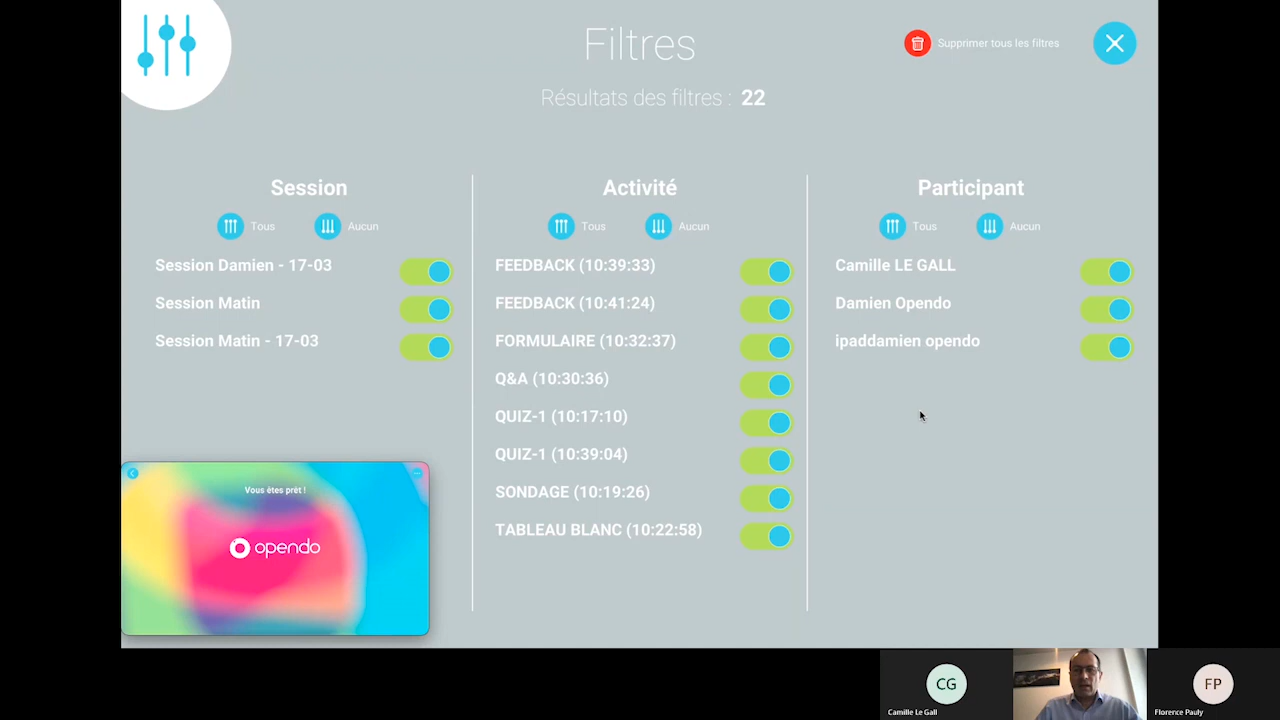 Filtres
Supprimer tous les filtres
Résultats des filtres : 22
Session
Tous
Aucun
Session Damien - 17-03
Session Matin
Session Matin - 17-03
Activité
Tous
Aucun
FEEDBACK (10:39:33)
FEEDBACK (10:41:24)
FORMULAIRE (10:32:37)
Q&A (10:30:36)
QUIZ-1 (10:17:10)
QUIZ-1 (10:39:04)
SONDAGE (10:19:26)
TABLEAU BLANC (10:22:58)
Participant
Tous
Aucun
Camille LE GALL
Damien Opendo
ipaddamien opendo
Vous êtes prêt !
opendo
CG
Camille Le Gall
FP
Florence Pauly